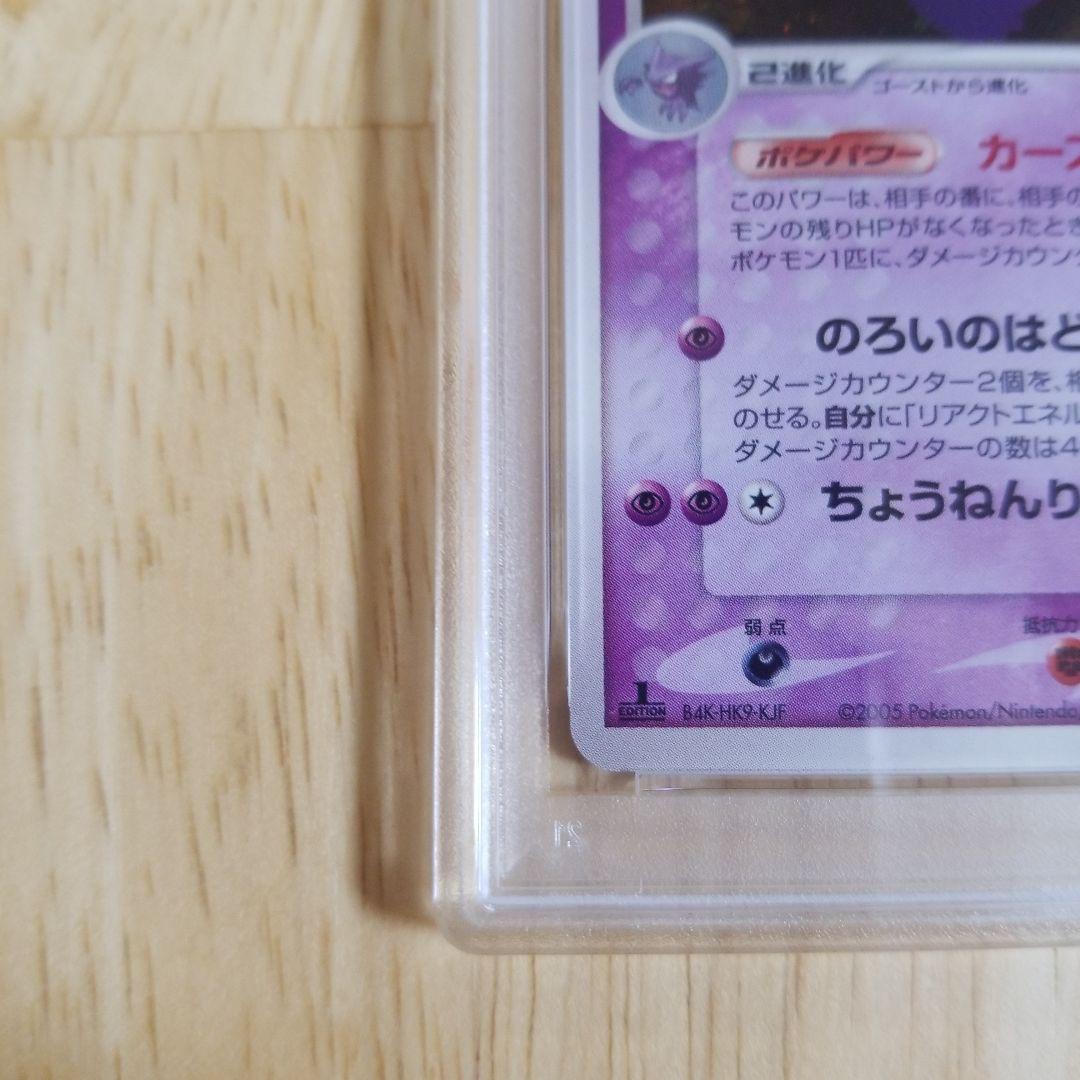 2進化 ゴーストから進化
ポケパワー カース
このパワーは、相手の番に、相手の
モンの残りHPがなくなったとき
ポケモン1匹に、ダメージカウン
のろいのはど
ダメージカウンター2個を、相
のせる。自分に「リアクトエネル
ダメージカウンターの数は4
ちょうねんり
弱点 抵抗力
1 EDITION B4K-HK9-KJF ©2005 Pokémon/Nintendo
21